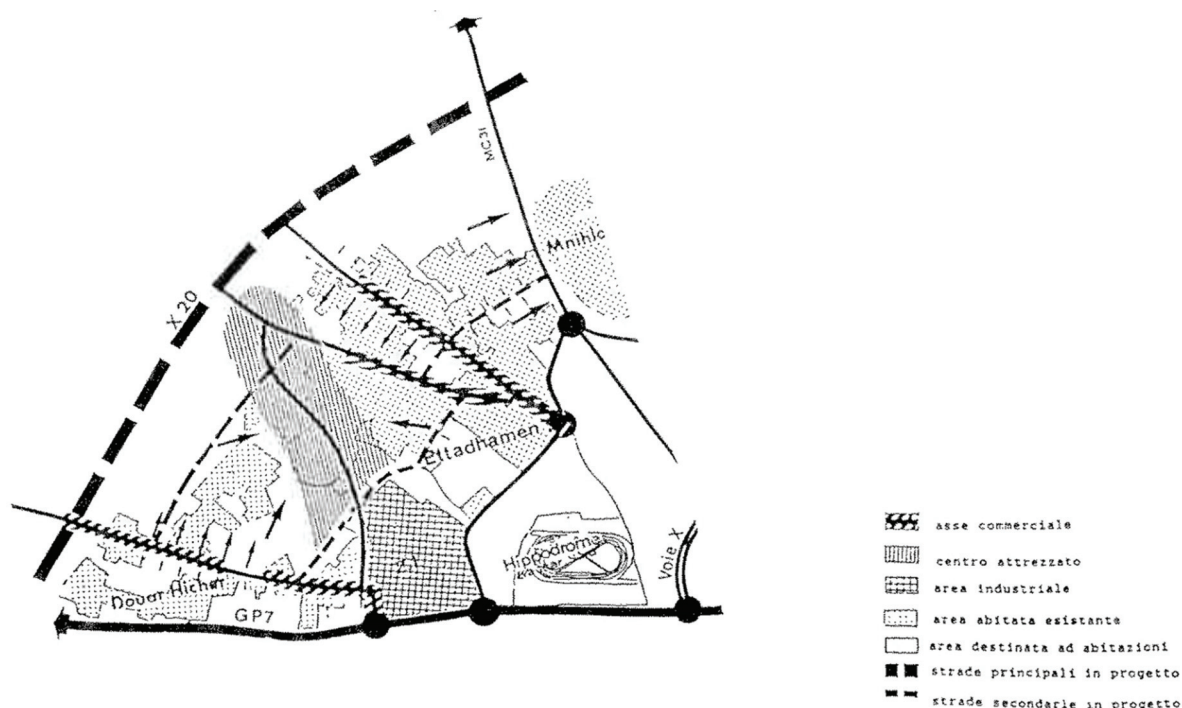 MC31
Mnihla
X 20
Ettadhamen
Hippodrome
Voie X
Douar Hicher
GP7
asse commerciale
centro attrezzato
area industriale
area abitata esistante
area destinata ad abitazioni
strade principali in progetto
strade secondarie in progetto